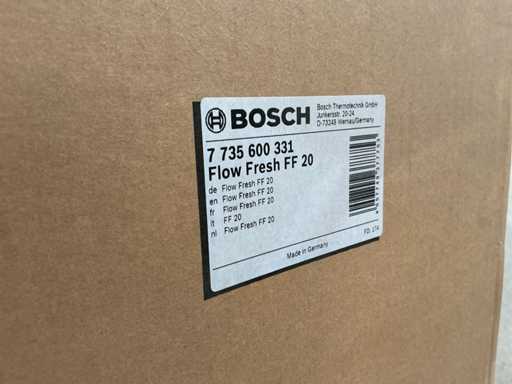 BOSCH
Bosch Thermotechnik GmbH
Junkersstr. 20-24
D-73249 Wernau/Germany
7 735 600 331
Flow Fresh FF 20
de Flow Fresh FF 20
en Flow Fresh FF 20
fr Flow Fresh FF 20
it FF 20
nl Flow Fresh FF 20
Made in Germany